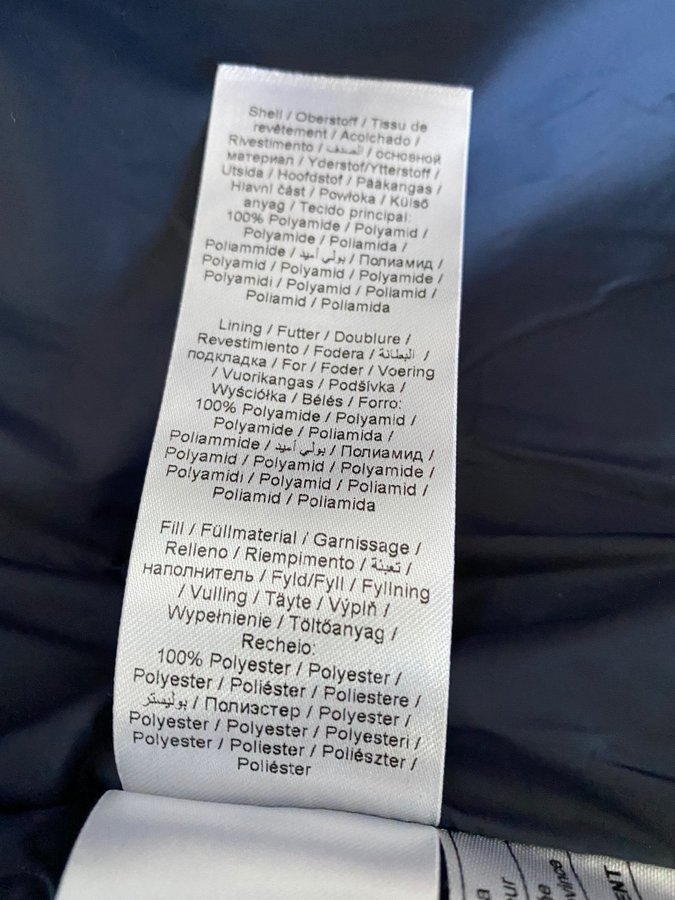 Shell / Oberstoff / Tissu de
revêtement / Acolchado /
Rivestimento / الصدف / основной
материал / Yderstof/Ytterstoff /
Utsida / Hoofdstof / Pääkangas /
Hlavní část / Powłoka / Külső
anyag / Tecido principal:
100% Polyamide / Polyamid /
Polyamide / Poliamida /
Poliammide / بولي أميد / Полиамид /
Polyamid / Polyamid / Polyamide /
Polyamidi / Polyamid / Poliamid /
Poliamid / Poliamida
Lining / Futter / Doublure /
Revestimiento / Fodera / البطانة /
подкладка / For / Foder / Voering
/ Vuorikangas / Podšívka /
Wyściółka / Bélés / Forro:
100% Polyamide / Polyamid /
Polyamide / Poliamida /
Poliammide / بولي أميد / Полиамид /
Polyamid / Polyamid / Polyamide /
Polyamidi / Polyamid / Poliamid /
Poliamid / Poliamida
Fill / Füllmaterial / Garnissage /
Relleno / Riempimento / تعبئة /
наполнитель / Fyld/Fyll / Fyllning
/ Vulling / Täyte / Výplň /
Wypełnienie / Töltőanyag /
Recheio:
100% Polyester / Polyester /
Polyester / Poliéster / Poliestere /
بوليستر / Полиэстер / Polyester /
Polyester / Polyester / Polyesteri /
Polyester / Poliester / Poliészter /
Poliéster